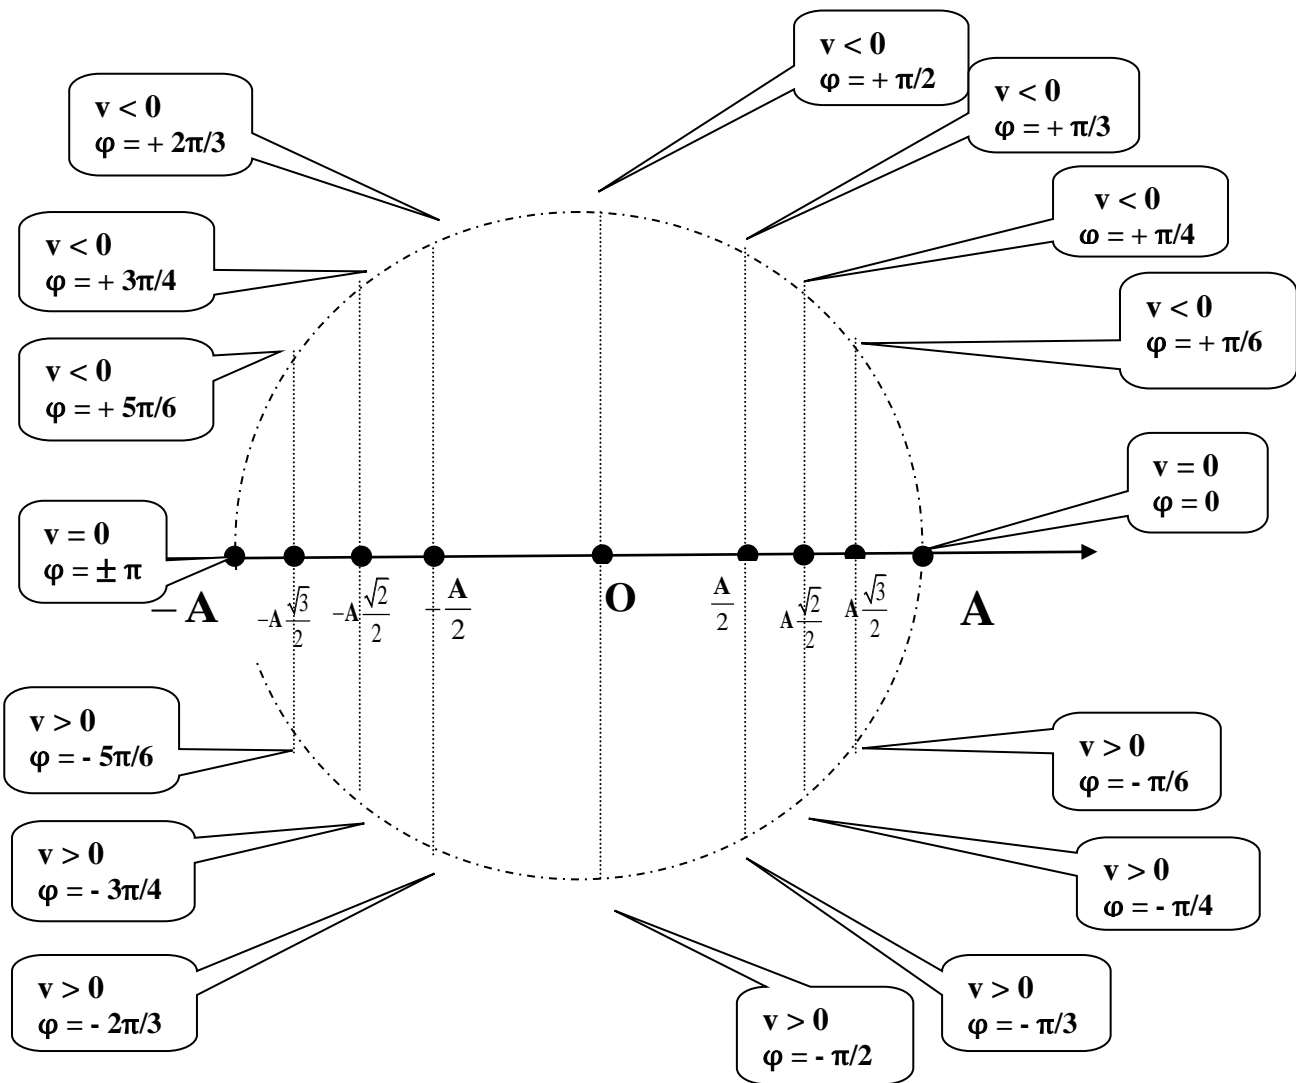 v < 0
φ = + π/2
v < 0
φ = + 2π/3
v < 0
φ = + π/3
v < 0
φ = + π/4
v < 0
φ = + 3π/4
v < 0
φ = + π/6
v < 0
φ = + 5π/6
v = 0
φ = 0
v = 0
φ = ± π
−A
−A√3/2
−A√2/2
−A/2
O
A/2
A√2/2
A√3/2
A
v > 0
φ = - 5π/6
v > 0
φ = - π/6
v > 0
φ = - 3π/4
v > 0
φ = - π/4
v > 0
φ = - 2π/3
v > 0
φ = - π/3
v > 0
φ = - π/2